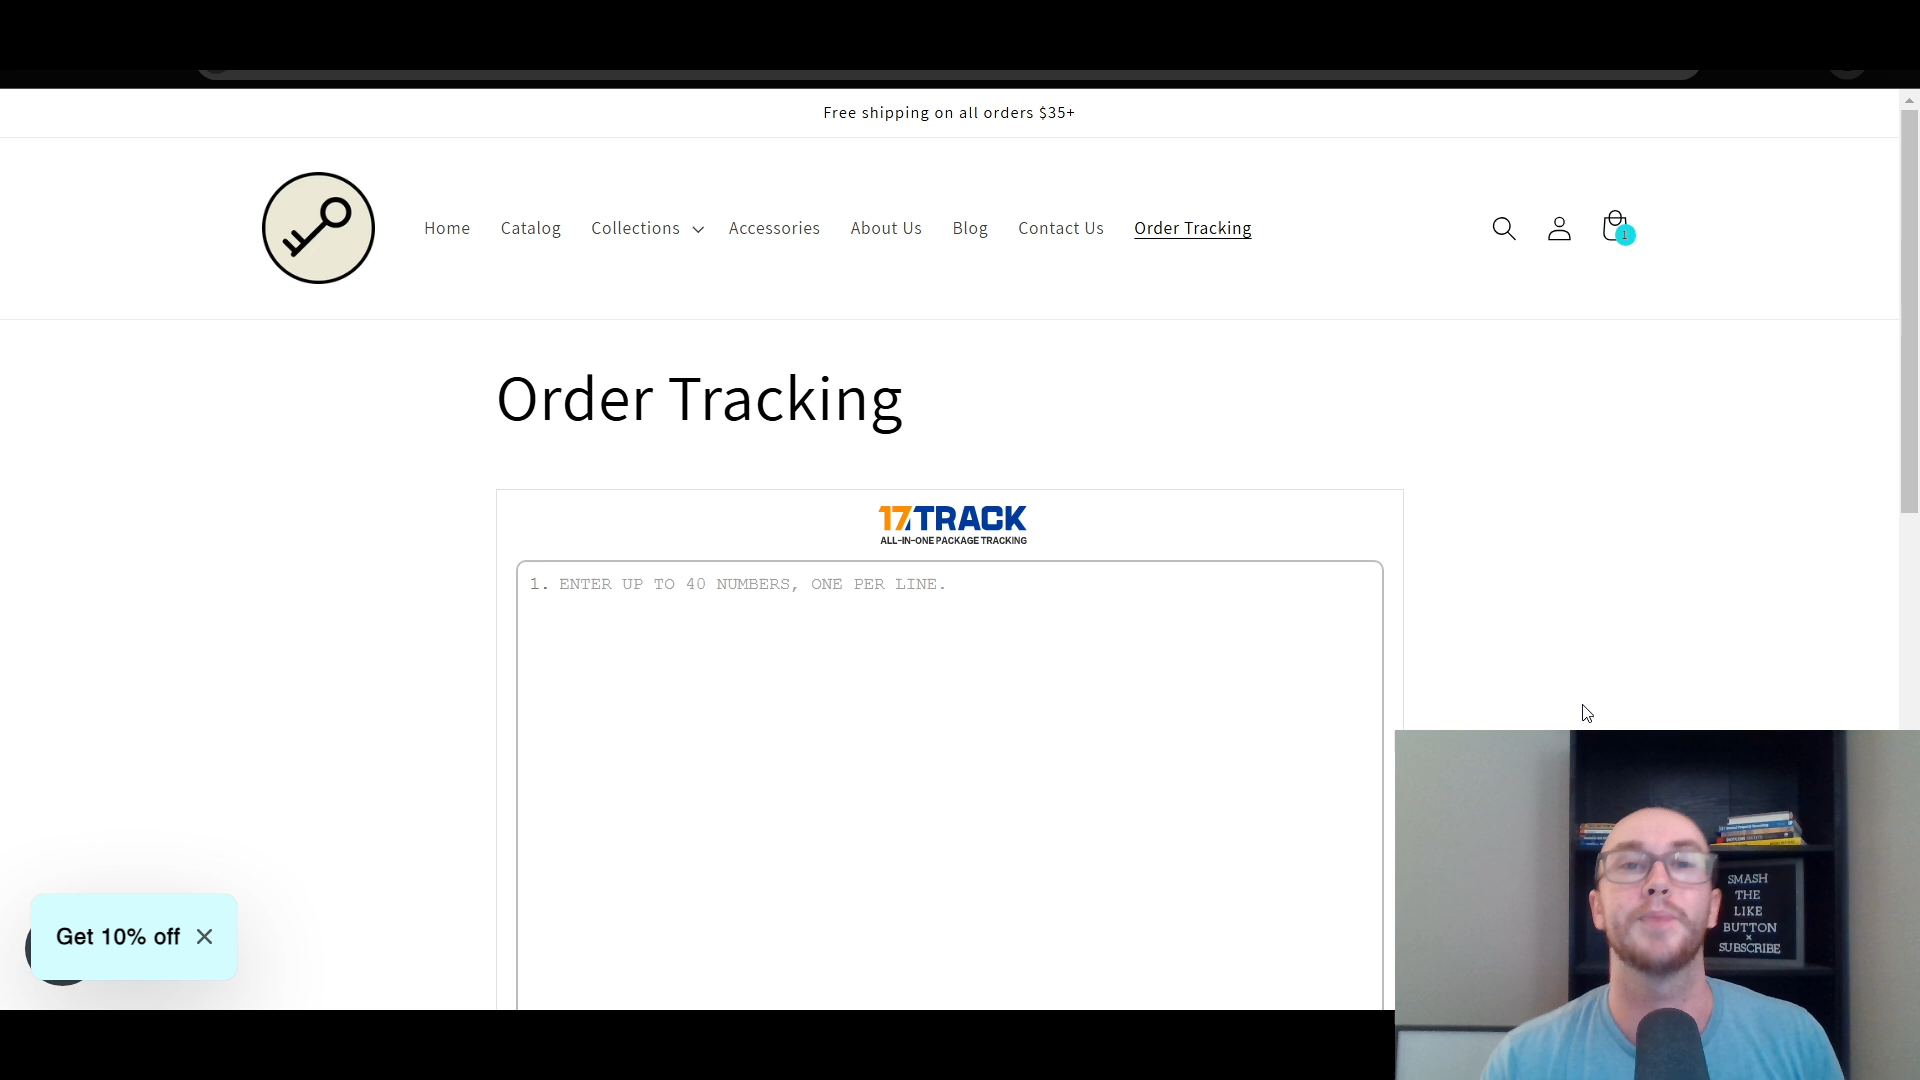 Free shipping on all orders $35+
Home Catalog Collections Accessories About Us Blog Contact Us Order Tracking
1
Order Tracking
17TRACK
ALL-IN-ONE PACKAGE TRACKING
1. ENTER UP TO 40 NUMBERS, ONE PER LINE.
Get 10% off
SMASH
THE
LIKE
BUTTON
×
SUBSCRIBE